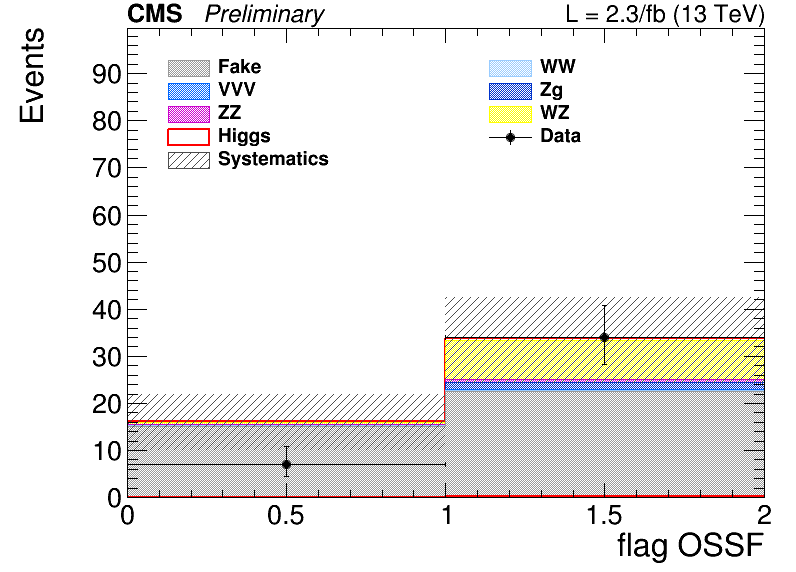 CMS Preliminary L = 2.3/fb (13 TeV)
Events
90
80
70
60
50
40
30
20
10
0
Fake WW
VVV Zg
ZZ WZ
Higgs Data
Systematics
0 0.5 1 1.5 2
flag OSSF